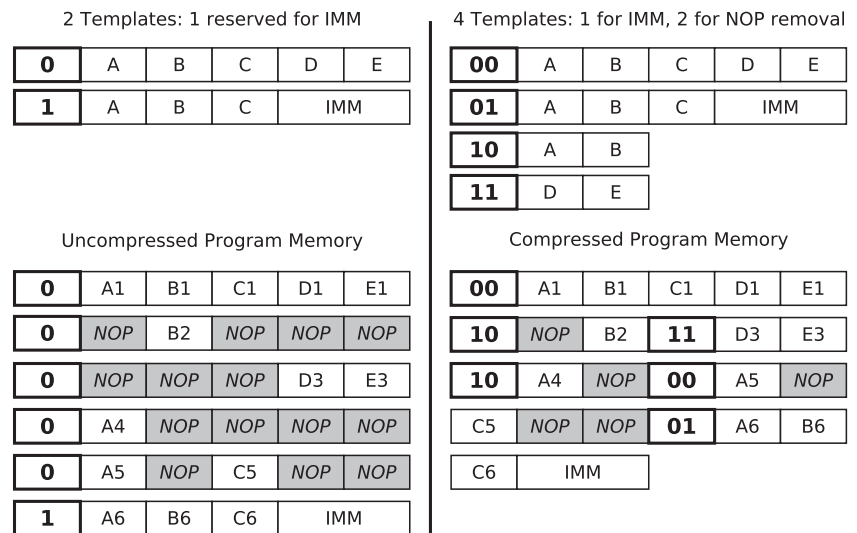 2 Templates: 1 reserved for IMM
0 A B C D E
1 A B C IMM
Uncompressed Program Memory
0 A1 B1 C1 D1 E1
0 NOP B2 NOP NOP NOP
0 NOP NOP NOP D3 E3
0 A4 NOP NOP NOP NOP
0 A5 NOP C5 NOP NOP
1 A6 B6 C6 IMM
4 Templates: 1 for IMM, 2 for NOP removal
00 A B C D E
01 A B C IMM
10 A B
11 D E
Compressed Program Memory
00 A1 B1 C1 D1 E1
10 NOP B2 11 D3 E3
10 A4 NOP 00 A5 NOP
C5 NOP NOP 01 A6 B6
C6 IMM